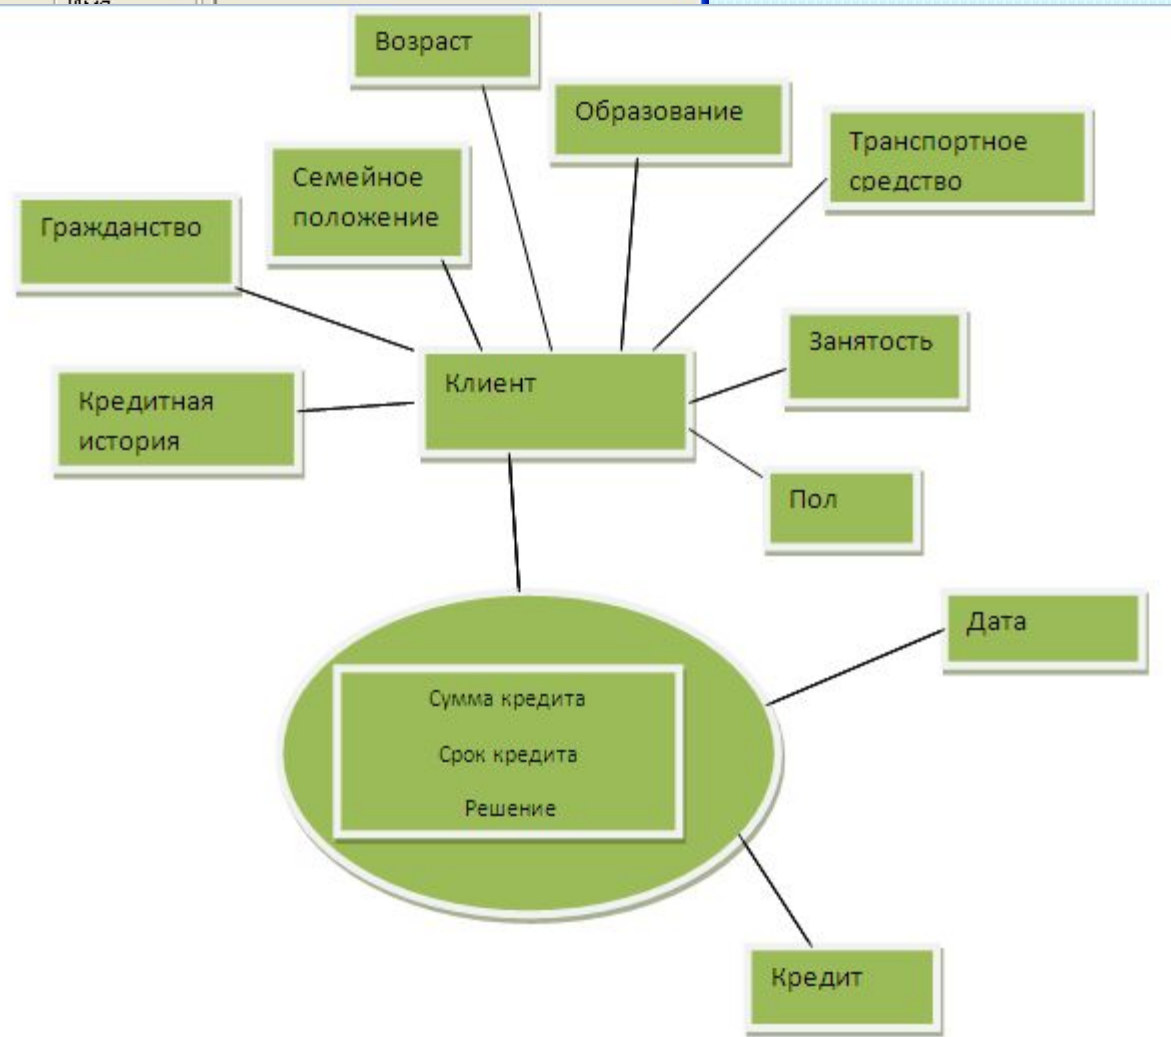 Возраст
Образование
Транспортное
средство
Семейное
положение
Гражданство
Занятость
Клиент
Кредитная
история
Пол
Дата
Сумма кредита
Срок кредита
Решение
Кредит